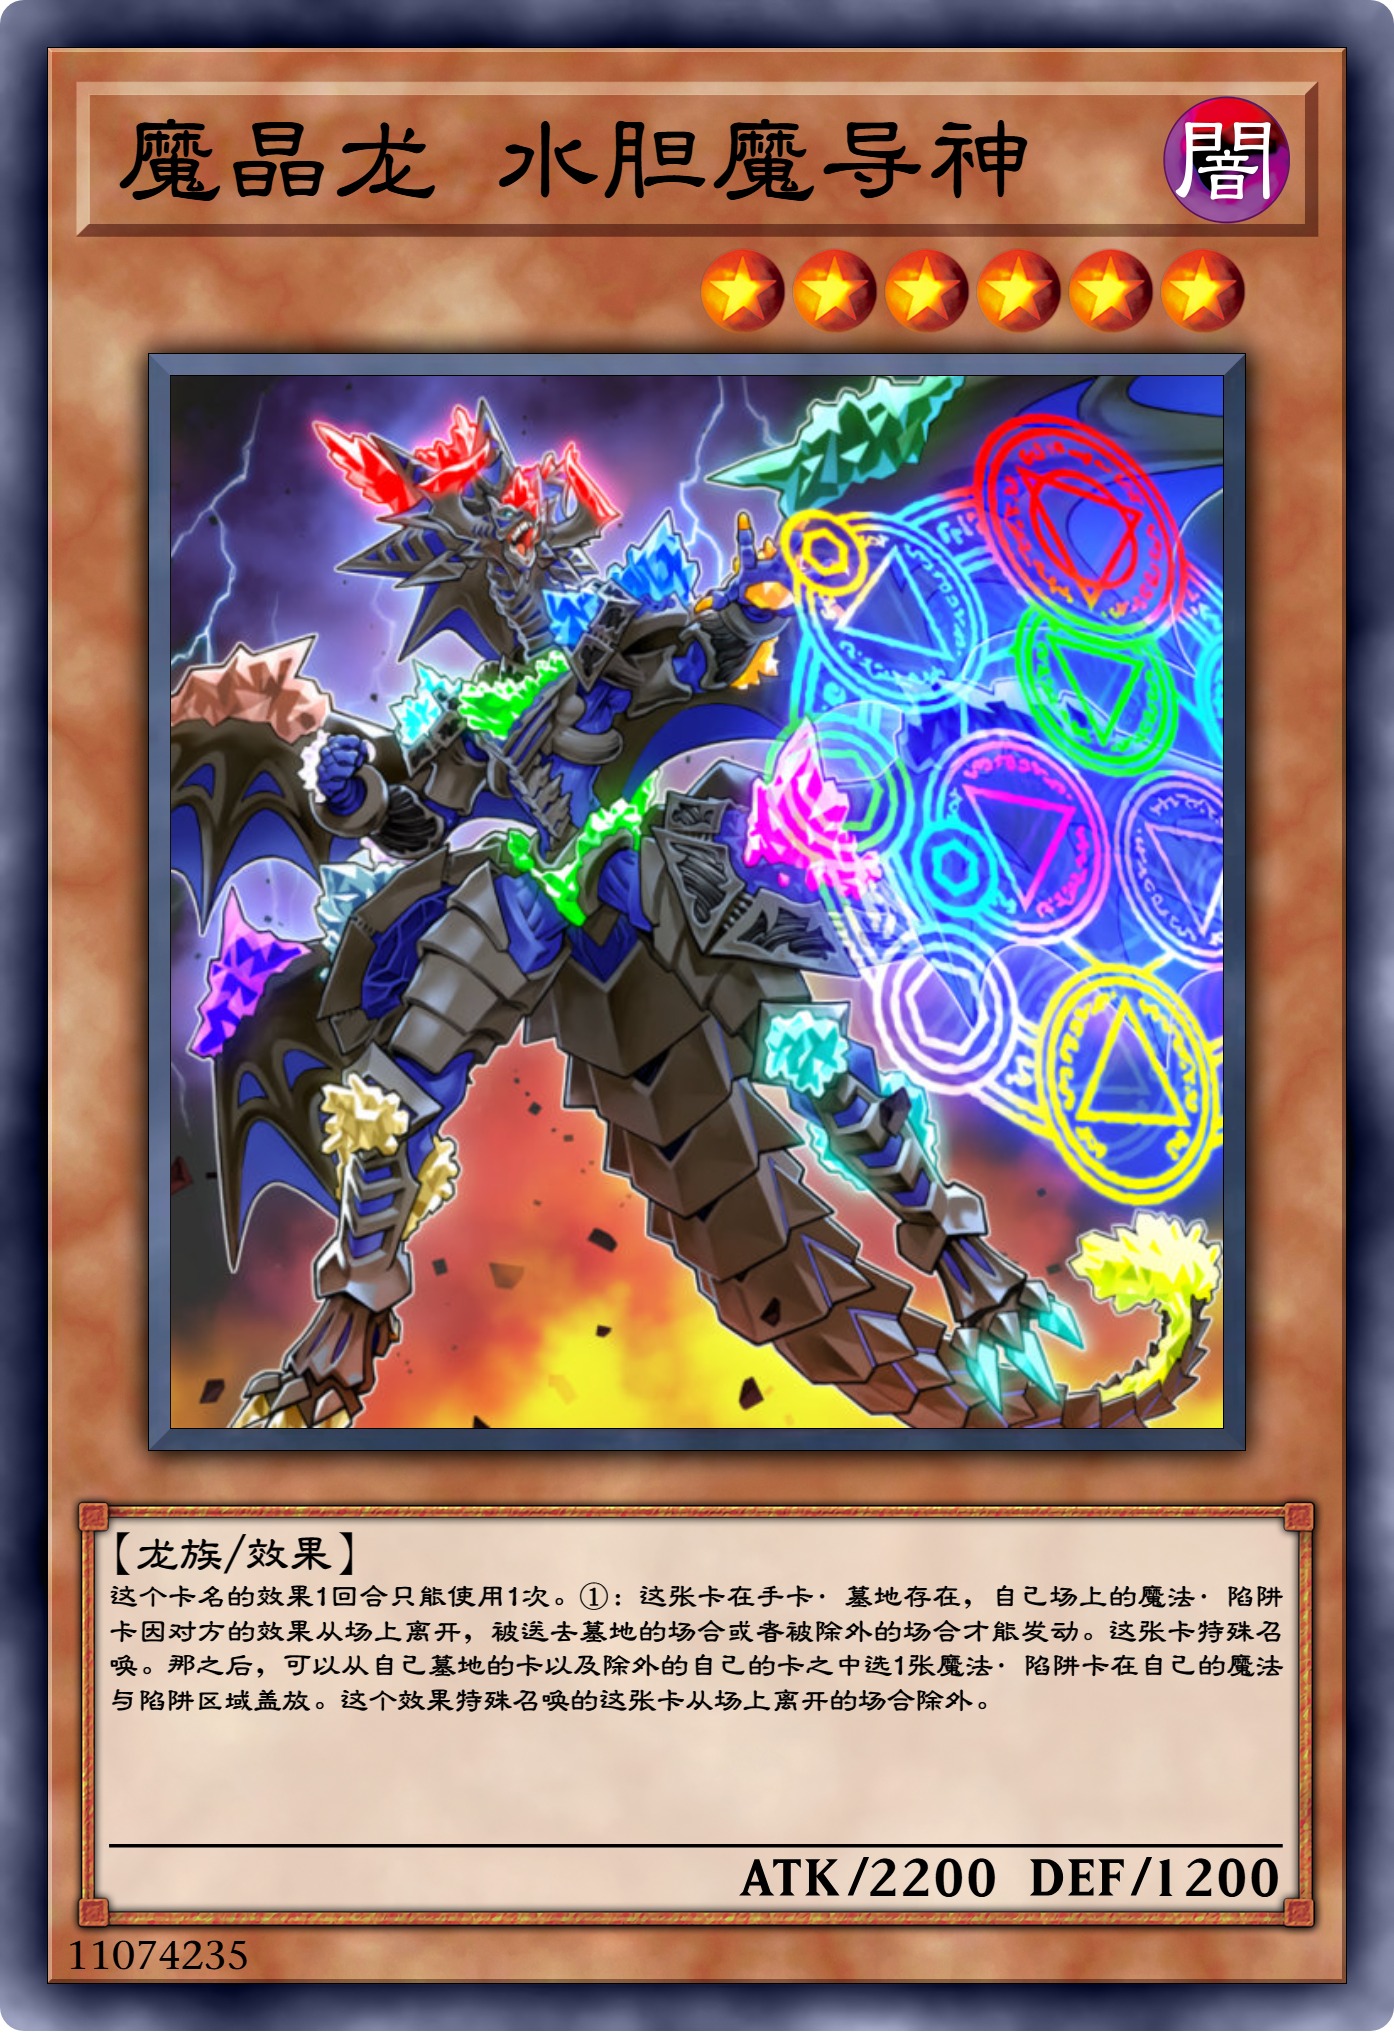 魔晶龙 水胆魔导神
闇
【龙族/效果】
这个卡名的效果1回合只能使用1次。①：这张卡在手卡·墓地存在，自己场上的魔法·陷阱
卡因对方的效果从场上离开，被送去墓地的场合或者被除外的场合才能发动。这张卡特殊召
唤。那之后，可以从自己墓地的卡以及除外的自己的卡之中选1张魔法·陷阱卡在自己的魔法
与陷阱区域盖放。这个效果特殊召唤的这张卡从场上离开的场合除外。
ATK/2200 DEF/1200
11074235